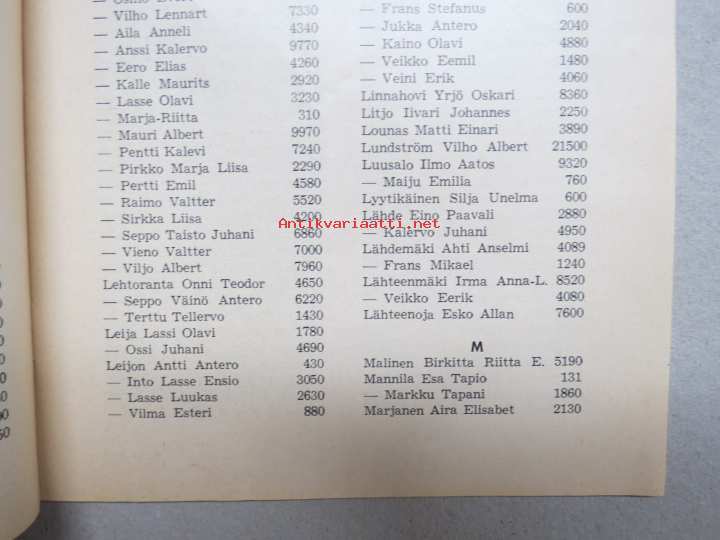 — Vilho Lennart 7330
— Aila Anneli 4340
— Anssi Kalervo 9770
— Eero Elias 4260
— Kalle Maurits 2920
— Lasse Olavi 3230
— Marja-Riitta 310
— Mauri Albert 9970
— Pentti Kalevi 7240
— Pirkko Marja Liisa 2290
— Pertti Emil 4580
— Raimo Valtter 5520
— Sirkka Liisa 4200
— Seppo Taisto Juhani 6860
— Vieno Valtter 7000
— Viljo Albert 7960
Lehtoranta Onni Teodor 4650
— Seppo Väinö Antero 6220
— Terttu Tellervo 1430
Leija Lassi Olavi 1780
— Ossi Juhani 4690
Leijon Antti Antero 430
— Into Lasse Ensio 3050
— Lasse Luukas 2630
— Vilma Esteri 880
— Frans Stefanus 600
— Jukka Antero 2040
— Kaino Olavi 4880
— Veikko Eemil 1480
— Veini Erik 4060
Linnahovi Yrjö Oskari 8360
Litjo Iivari Johannes 2250
Lounas Matti Einari 3890
Lundström Vilho Albert 21500
Luusalo Ilmo Aatos 9320
— Maiju Emilia 760
Lyytikäinen Silja Unelma 600
Lähde Eino Paavali 2880
— Kalervo Juhani 4950
Lähdemäki Ahti Anselmi 4089
— Frans Mikael 1240
Lähteenmäki Irma Anna-L. 8520
— Veikko Eerik 4080
Lähteenoja Esko Allan 7600
M
Malinen Birkitta Riitta E. 5190
Mannila Esa Tapio 131
— Markku Tapani 1860
Marjanen Aira Elisabet 2130
Antikvariaatti.net